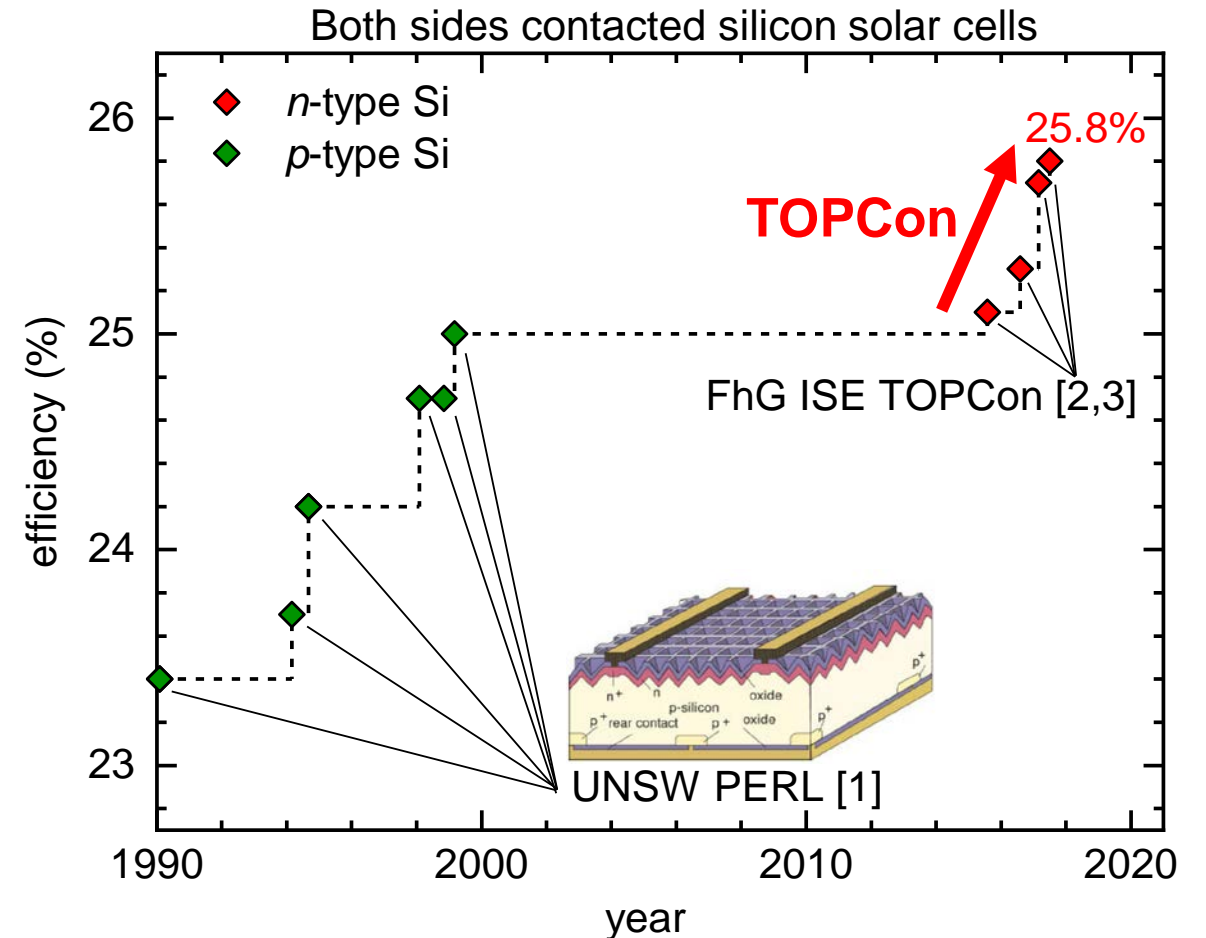 Both sides contacted silicon solar cells
n-type Si
p-type Si
26
25
24
23
efficiency (%)
25.8%
TOPCon
FhG ISE TOPCon [2,3]
n+
n
oxide
p-silicon
p+
p+ rear contact
p+
oxide
p+
UNSW PERL [1]
1990
2000
2010
2020
year